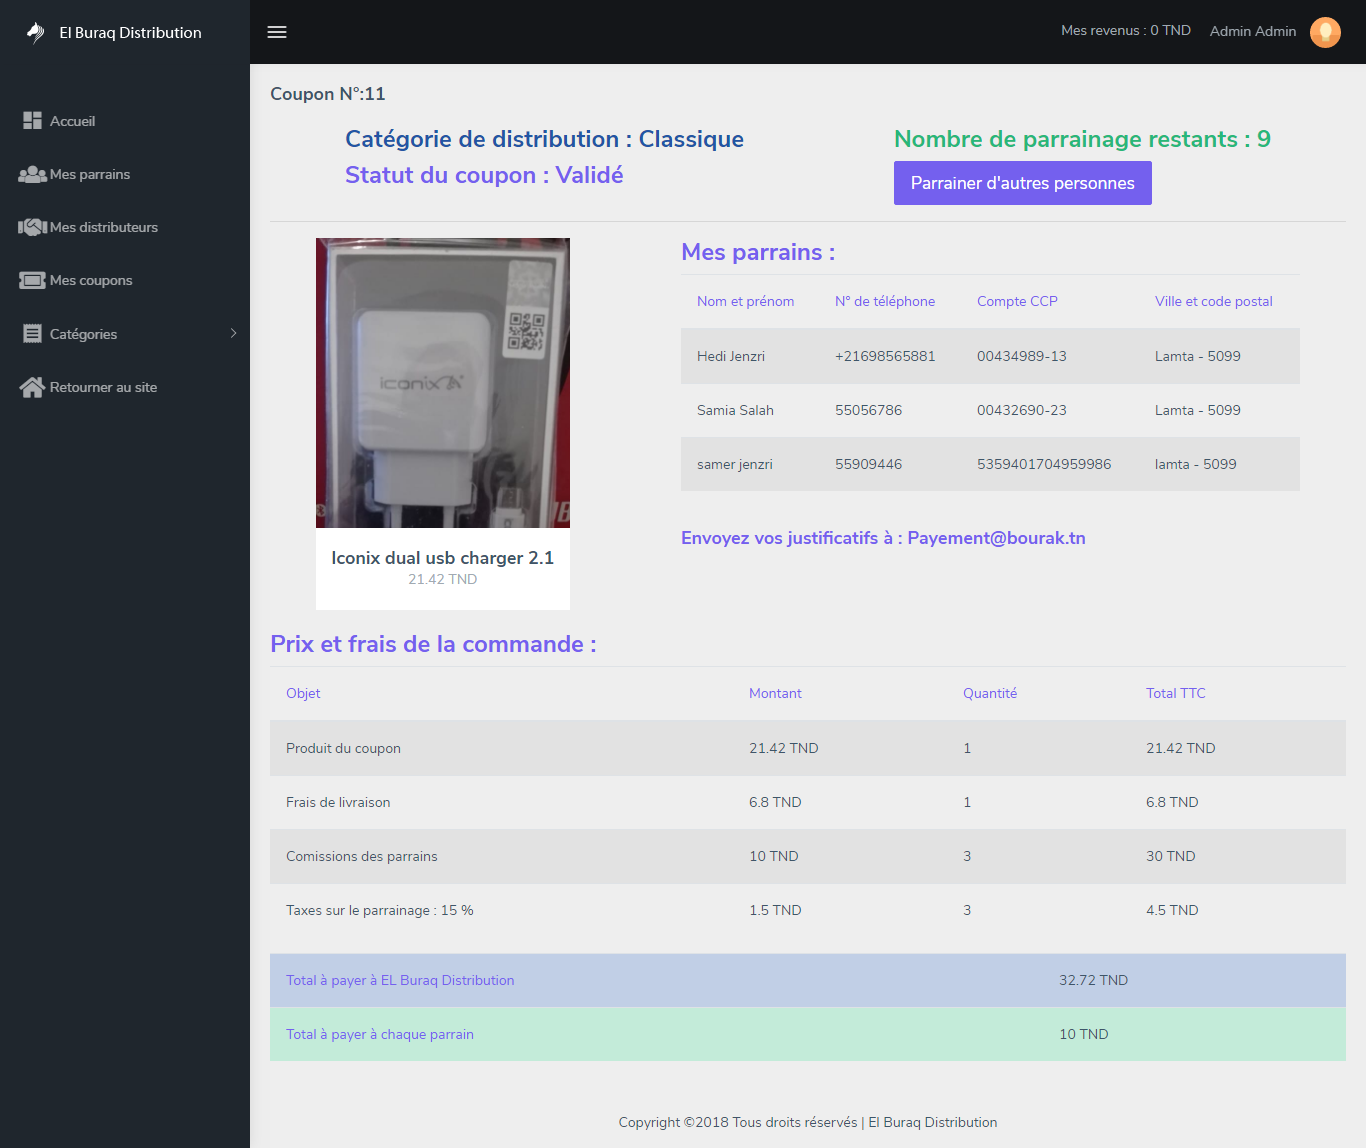 El Buraq Distribution
Mes revenus : 0 TND
Admin Admin
Accueil
Mes parrains
Mes distributeurs
Mes coupons
Catégories
Retourner au site
Coupon N°:11
Catégorie de distribution : Classique
Statut du coupon : Validé
Nombre de parrainage restants : 9
Parrainer d'autres personnes
iconix
Iconix dual usb charger 2.1
21.42 TND
Mes parrains :
Nom et prénom N° de téléphone Compte CCP Ville et code postal
Hedi Jenzri +21698565881 00434989-13 Lamta - 5099
Samia Salah 55056786 00432690-23 Lamta - 5099
samer jenzri 55909446 5359401704959986 lamta - 5099
Envoyez vos justificatifs à : Payement@bourak.tn
Prix et frais de la commande :
Objet Montant Quantité Total TTC
Produit du coupon 21.42 TND 1 21.42 TND
Frais de livraison 6.8 TND 1 6.8 TND
Comissions des parrains 10 TND 3 30 TND
Taxes sur le parrainage : 15 % 1.5 TND 3 4.5 TND
Total à payer à EL Buraq Distribution 32.72 TND
Total à payer à chaque parrain 10 TND
Copyright ©2018 Tous droits réservés | El Buraq Distribution